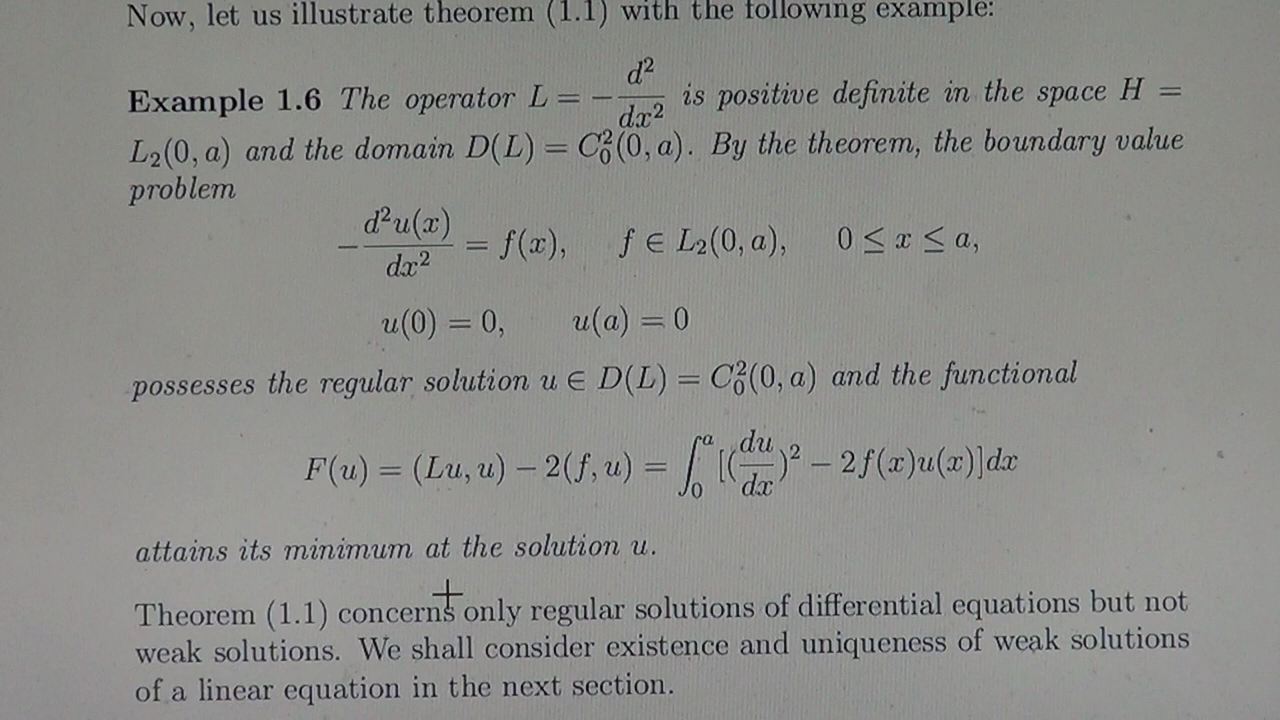 Now, let us illustrate theorem (1.1) with the following example:
Example 1.6 The operator L = −d²/dx² is positive definite in the space H =
L₂(0, a) and the domain D(L) = C₀²(0, a). By the theorem, the boundary value
problem
−d²u(x)/dx² = f(x), f ∈ L₂(0, a), 0 ≤ x ≤ a,
u(0) = 0, u(a) = 0
possesses the regular solution u ∈ D(L) = C₀²(0, a) and the functional
F(u) = (Lu, u) − 2(f, u) = ∫₀ᵃ [(du/dx)² − 2f(x)u(x)]dx
attains its minimum at the solution u.
Theorem (1.1) concerns only regular solutions of differential equations but not
weak solutions. We shall consider existence and uniqueness of weak solutions
of a linear equation in the next section.